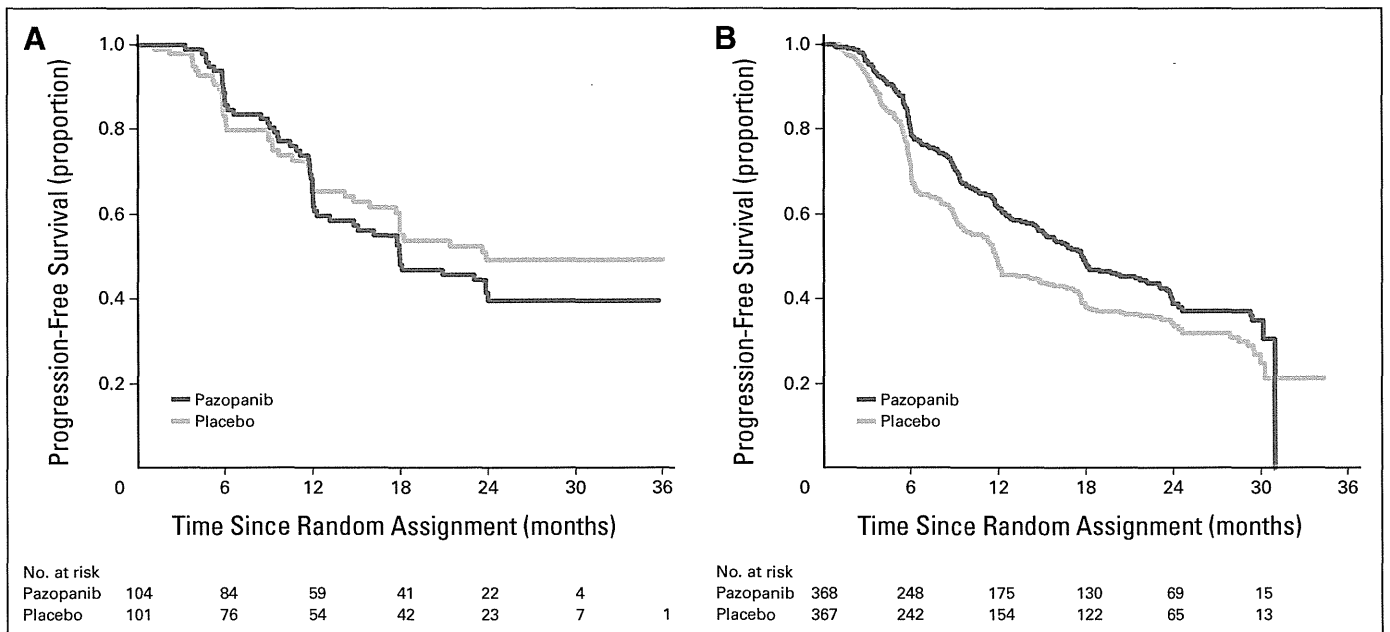 A
B
Progression-Free Survival (proportion)
1.0
0.8
0.6
0.4
0.2
Pazopanib
Placebo
0 6 12 18 24 30 36
Time Since Random Assignment (months)
No. at risk
Pazopanib 104 84 59 41 22 4
Placebo 101 76 54 42 23 7 1
Progression-Free Survival (proportion)
1.0
0.8
0.6
0.4
0.2
Pazopanib
Placebo
0 6 12 18 24 30 36
Time Since Random Assignment (months)
No. at risk
Pazopanib 368 248 175 130 69 15
Placebo 367 242 154 122 65 13